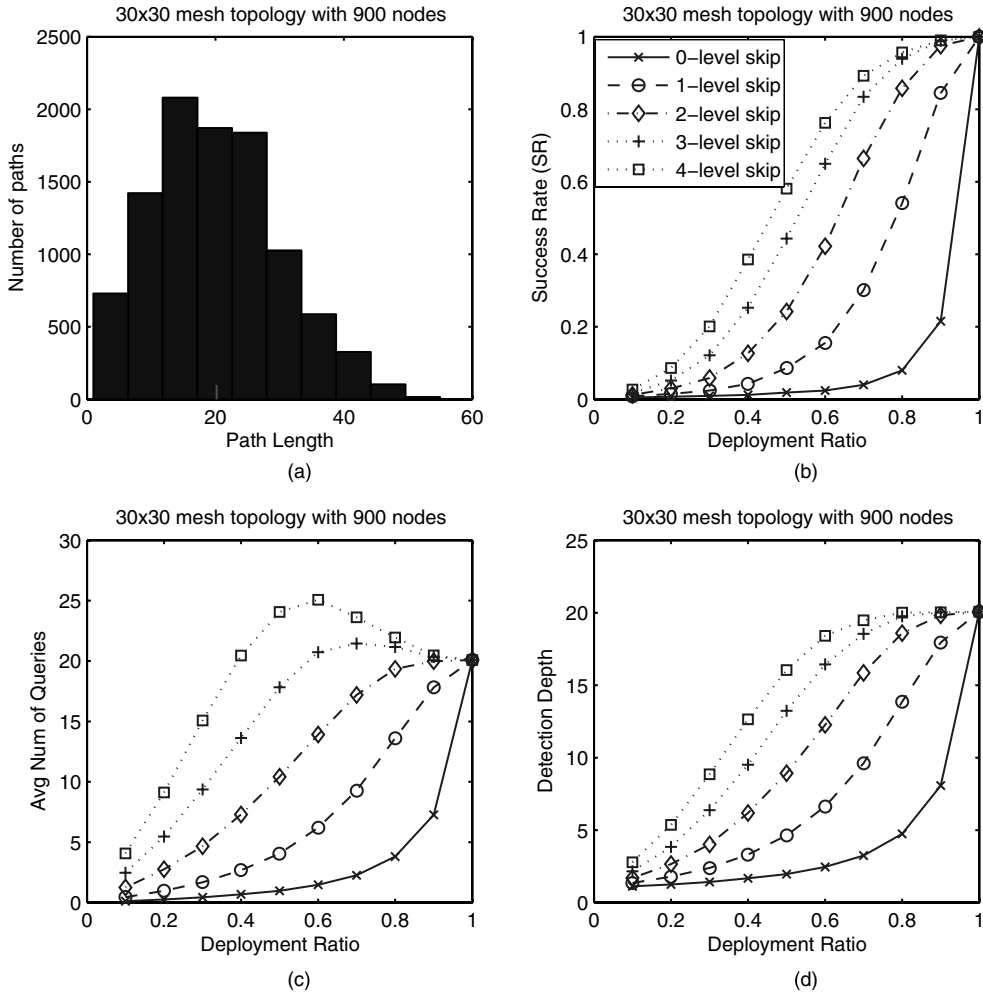 30x30 mesh topology with 900 nodes
Number of paths
2500
2000
1500
1000
500
0
0 20 40 60
Path Length
(a)
30x30 mesh topology with 900 nodes
Success Rate (SR)
1
0.8
0.6
0.4
0.2
0
0−level skip
1−level skip
2−level skip
3−level skip
4−level skip
0 0.2 0.4 0.6 0.8 1
Deployment Ratio
(b)
30x30 mesh topology with 900 nodes
Avg Num of Queries
30
25
20
15
10
5
0
0 0.2 0.4 0.6 0.8 1
Deployment Ratio
(c)
30x30 mesh topology with 900 nodes
Detection Depth
25
20
15
10
5
0
0 0.2 0.4 0.6 0.8 1
Deployment Ratio
(d)